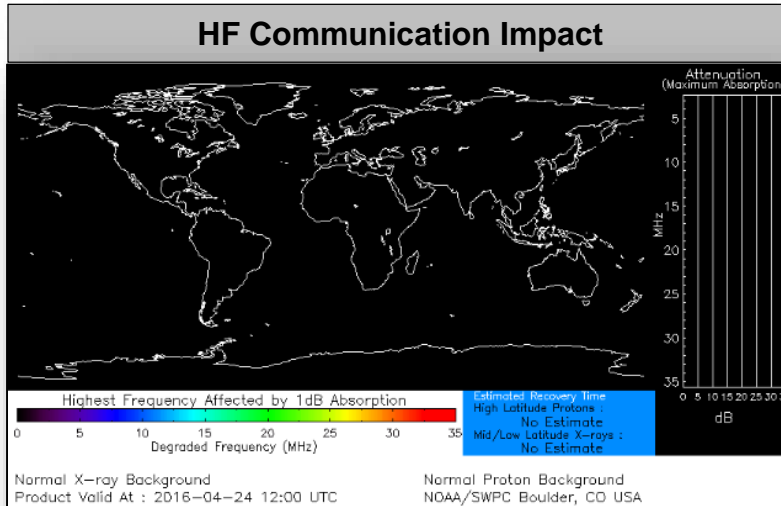 HF Communication Impact
Attenuation
(Maximum Absorption
5
10
15
20
25
30
35
MHz
0 5 10 15 20 25 30
dB
Highest Frequency Affected by 1dB Absorption
0 5 10 15 20 25 30 35
Degraded Frequency (MHz)
Estimated Recovery Time
High Latitude Protons :
No Estimate
Mid/Low Latitude X-rays :
No Estimate
Normal X-ray Background
Product Valid At : 2016-04-24 12:00 UTC
Normal Proton Background
NOAA/SWPC Boulder, CO USA